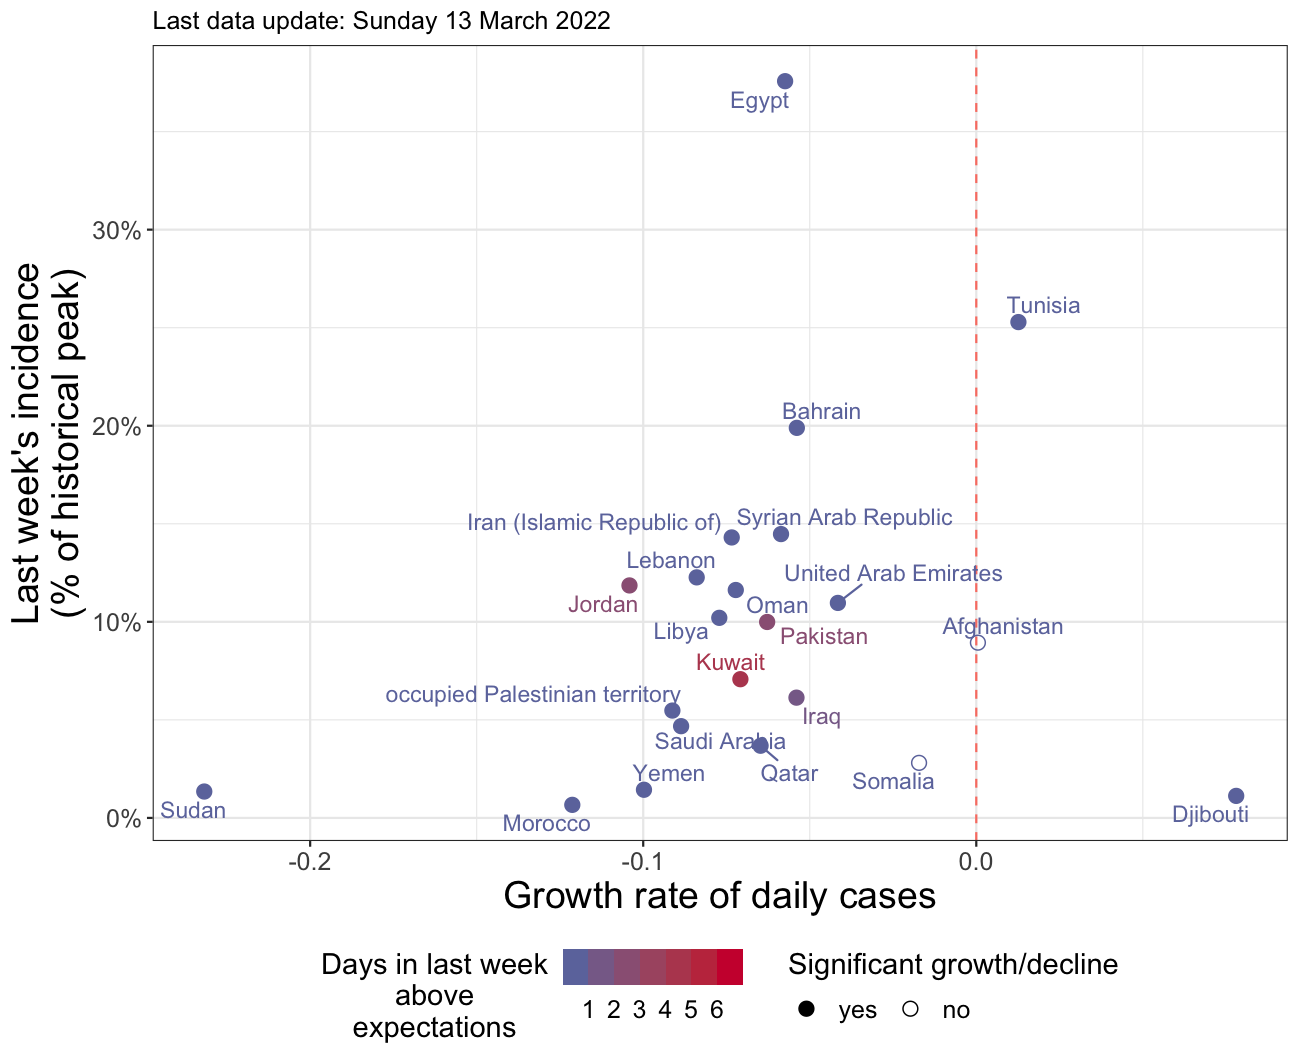 Last data update: Sunday 13 March 2022
Last week's incidence
(% of historical peak)
30%
20%
10%
0%
Egypt
Tunisia
Bahrain
Iran (Islamic Republic of)
Syrian Arab Republic
Lebanon
United Arab Emirates
Jordan
Oman
Libya
Pakistan
Afghanistan
Kuwait
occupied Palestinian territory
Iraq
Saudi Arabia
Qatar
Yemen
Somalia
Sudan
Morocco
Djibouti
-0.2
-0.1
0.0
Growth rate of daily cases
Days in last week
above
expectations
1 2 3 4 5 6
Significant growth/decline
yes
no